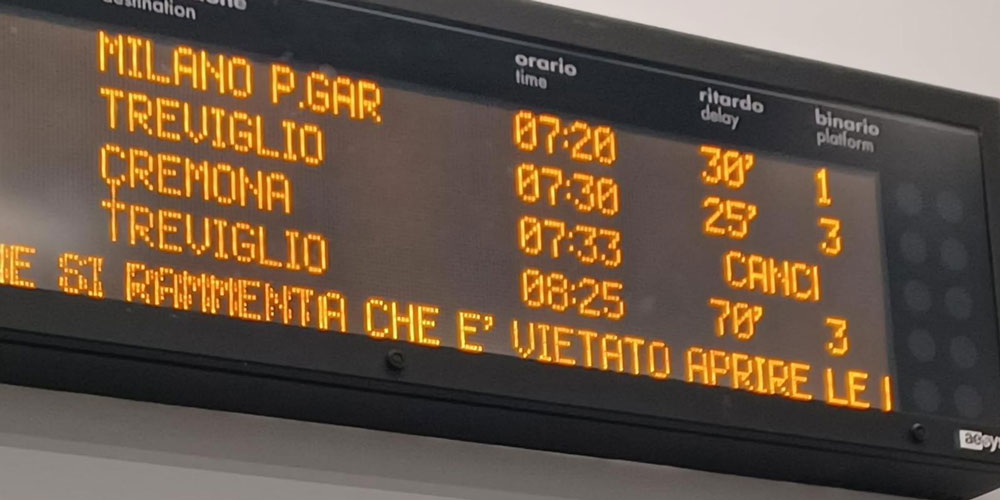 destination
orario
time
ritardo
delay
binario
platform
MILANO P.GAR 07:20 30' 1
TREVIGLIO 07:30 25' 3
CREMONA 07:33 CANCL
TREVIGLIO 08:25 70' 3
SI RAMMENTA CHE E' VIETATO APRIRE LE